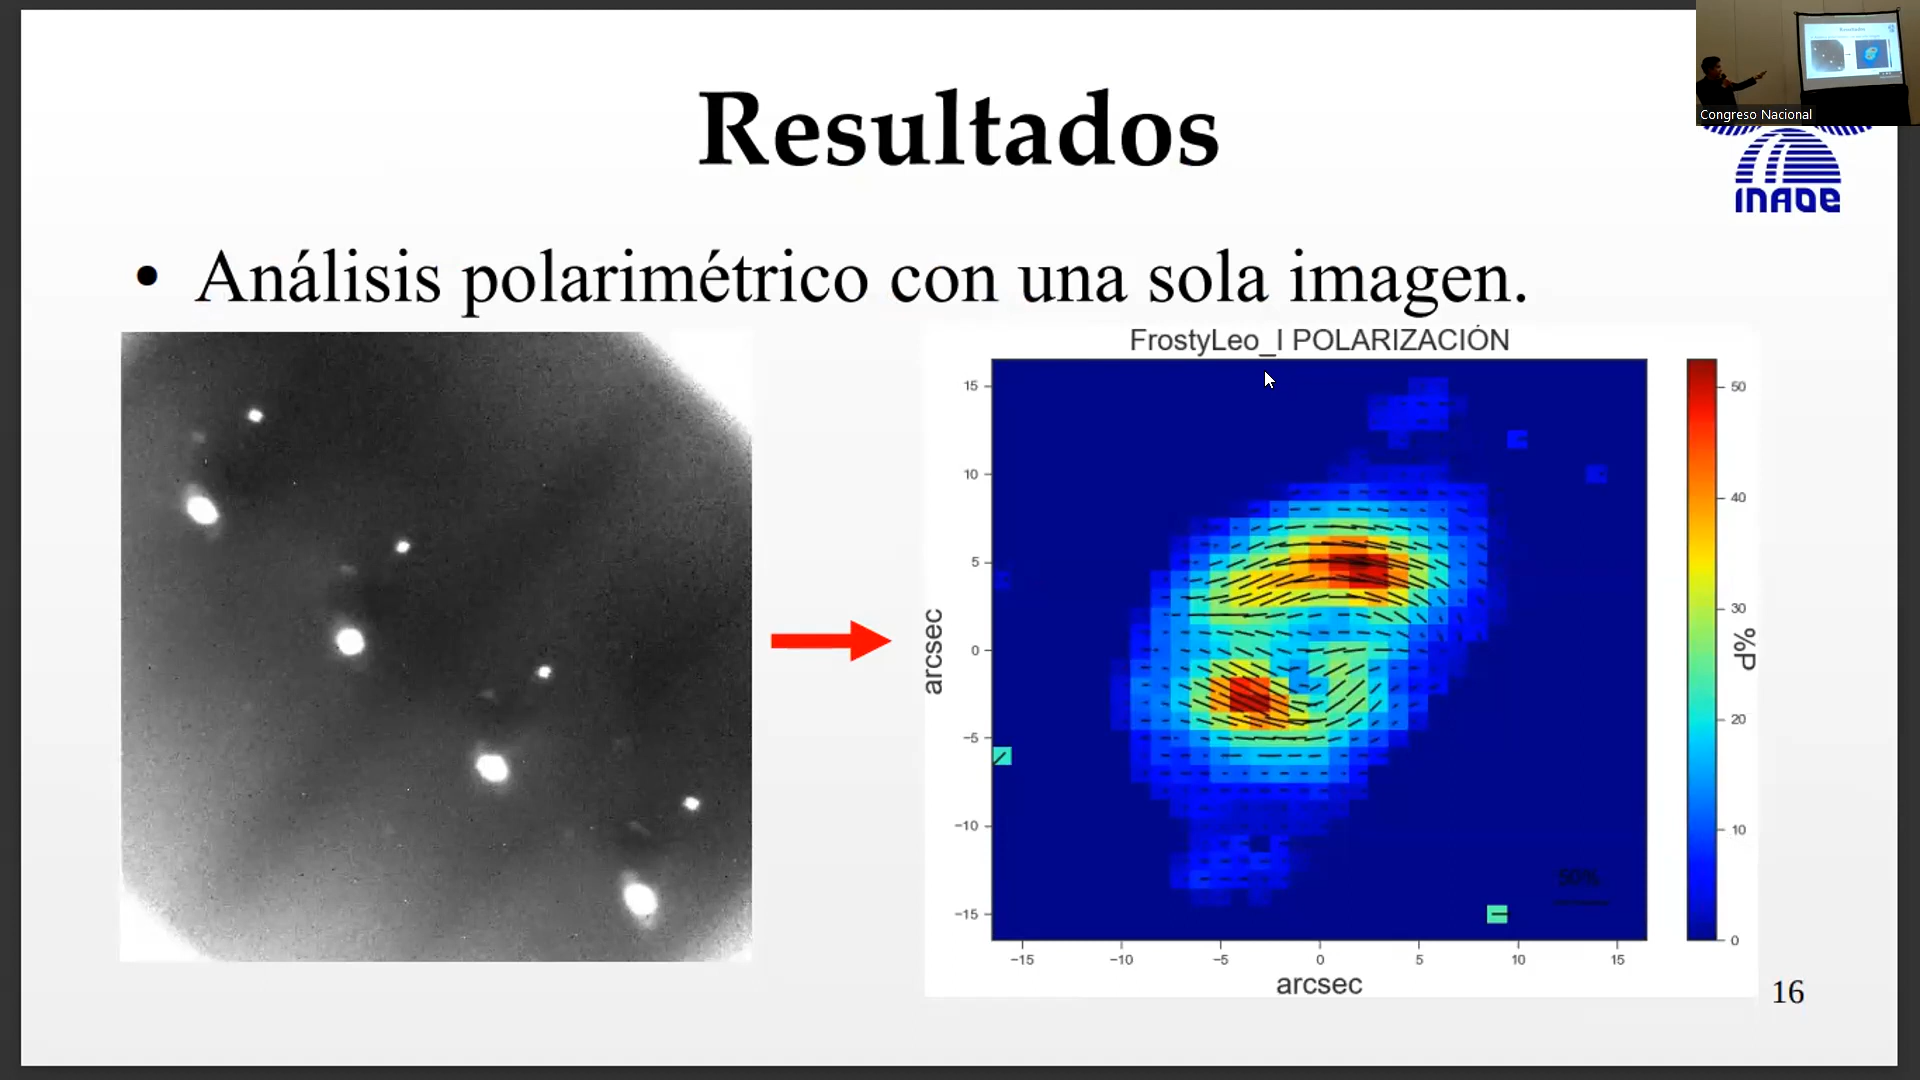 Congreso Nacional
INAOE
Resultados
• Análisis polarimétrico con una sola imagen.
FrostyLeo_I POLARIZACIÓN
15
10
5
0
−5
−10
−15
arcsec
−15
−10
−5
0
5
10
15
arcsec
50%
50
40
30
20
10
0
%P
16